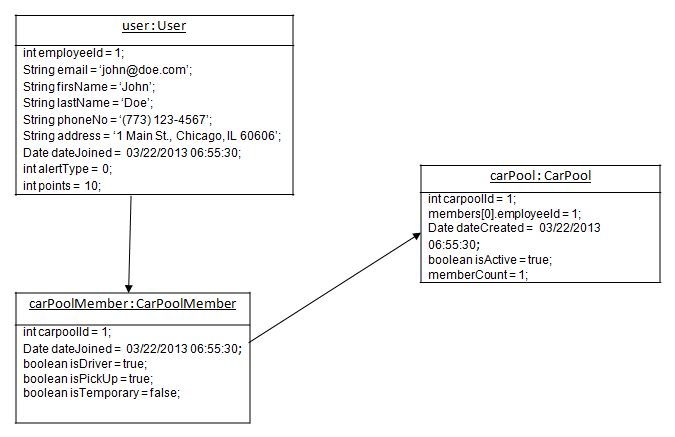 user:User
int employeeId = 1;
String email = ‘john@doe.com’;
String firsName = ‘John’;
String lastName = ‘Doe’;
String phoneNo = ‘(773) 123-4567’;
String address = ‘1 Main St., Chicago, IL 60606’;
Date dateJoined = 03/22/2013 06:55:30;
int alertType = 0;
int points = 10;
carPool:CarPool
int carpoolId = 1;
members[0].employeeId = 1;
Date dateCreated = 03/22/2013
06:55:30;
boolean isActive = true;
memberCount = 1;
carPoolMember:CarPoolMember
int carpoolId = 1;
Date dateJoined = 03/22/2013 06:55:30;
boolean isDriver = true;
boolean isPickUp = true;
boolean isTemporary = false;